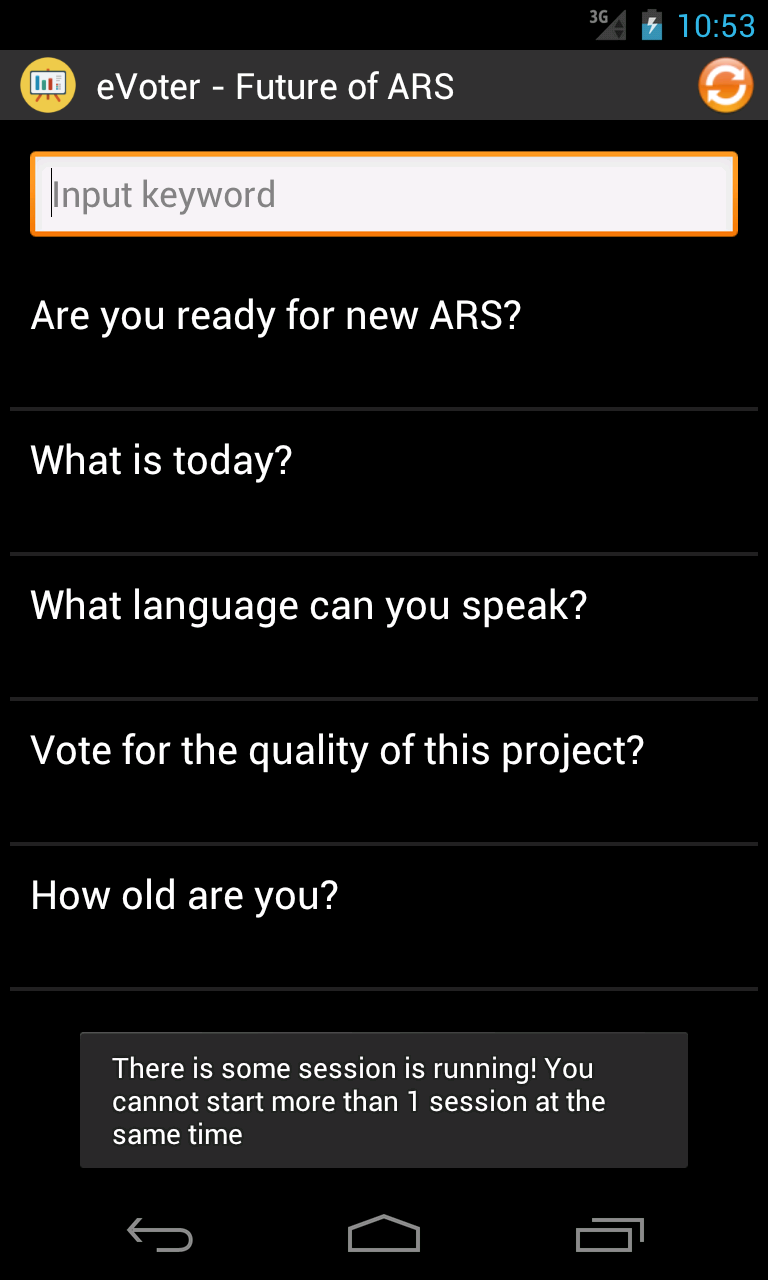 3G
10:53
eVoter - Future of ARS
Input keyword
Are you ready for new ARS?
What is today?
What language can you speak?
Vote for the quality of this project?
How old are you?
There is some session is running! You
cannot start more than 1 session at the
same time